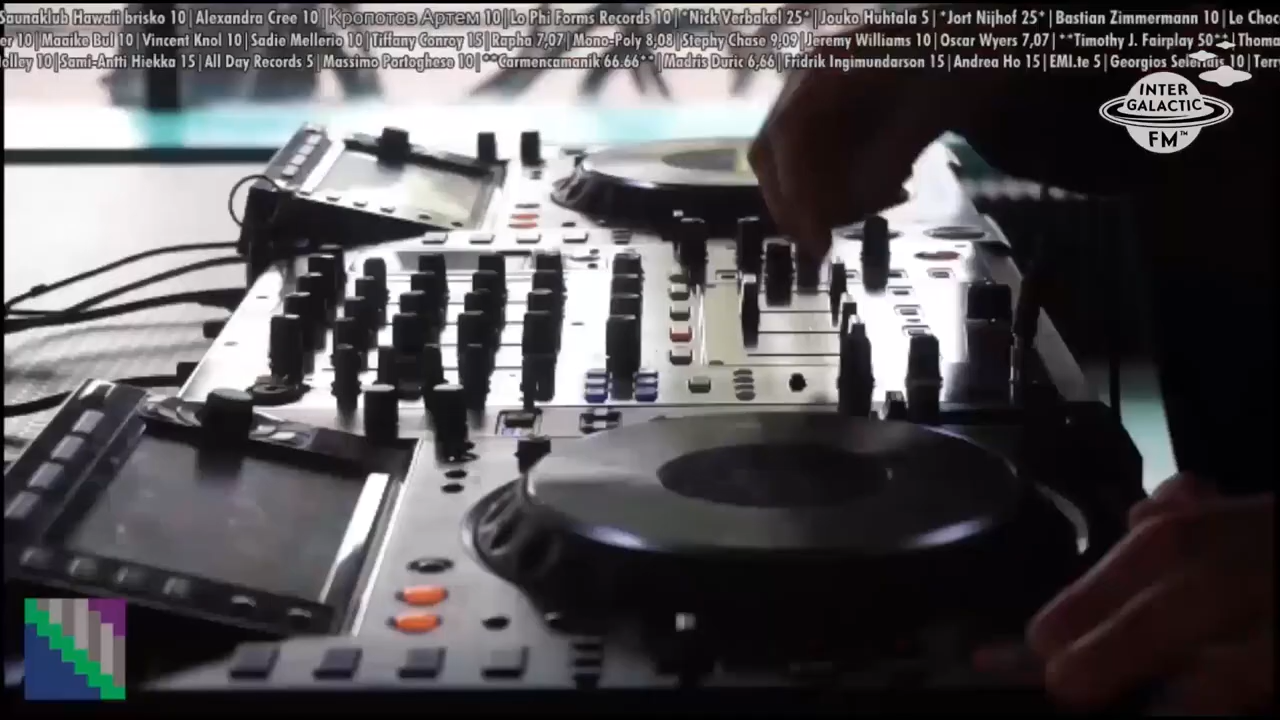 Saunaklub Hawaii brisko 10 | Alexandra Cree 10 | Кропотов Артем 10 | Lo Phi Forms Records 10 | *Nick Verbakel 25* | Jouko Huhtala 5 | *Jort Nijhof 25* | Bastian Zimmermann 10 | Le Choc
er 10 | Maaike Bul 10 | Vincent Knol 10 | Sadie Mellerio 10 | Tiffany Conroy 15 | Rapha 7,07 | Mono-Poly 8,08 | Stephy Chase 9,09 | Jeremy Williams 10 | Oscar Wyers 7,07 | **Timothy J. Fairplay 50** | Thoma
olley 10 | Sami-Antti Hiekka 15 | All Day Records 5 | Massimo Portoghese 10 | **Carmencamanik 66.66** | Madris Duric 6,66 | Fridrik Ingimundarson 15 | Andrea Ho 15 | EMI.te 5 | Georgios 10 | Terr
INTER
GALACTIC
FM™